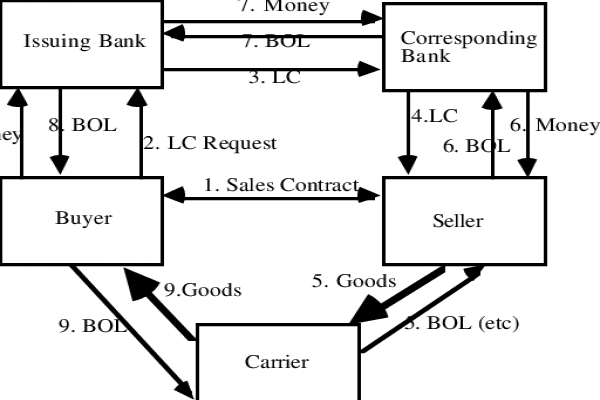 7. Money
Issuing Bank
7. BOL
Corresponding
Bank
3. LC
4.LC
8. BOL
6. Money
2. LC Request
6. BOL
1. Sales Contract
Buyer
Seller
5. Goods
9.Goods
9. BOL
5. BOL (etc)
Carrier